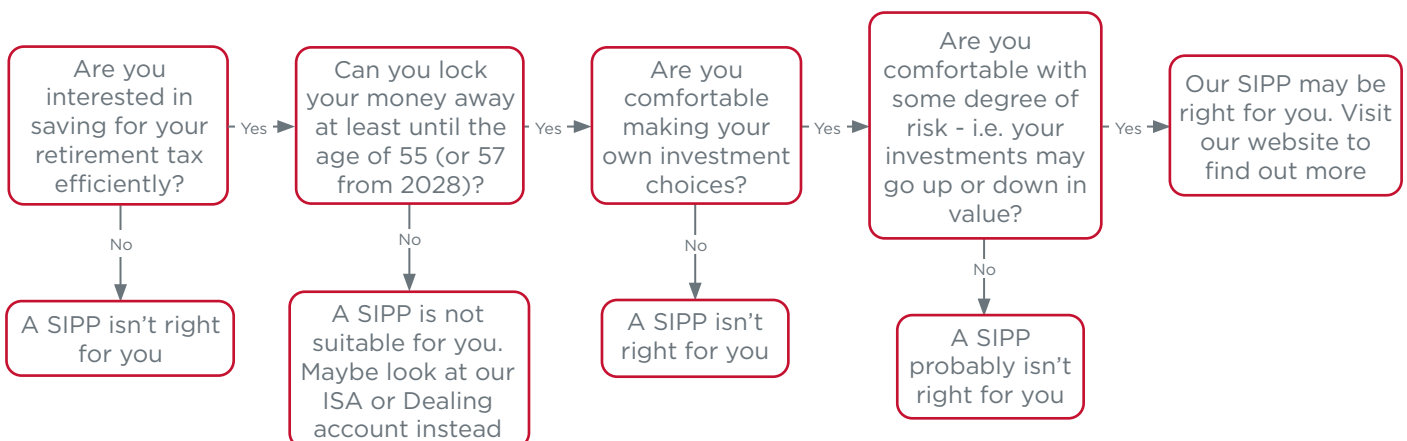 Are you
interested in
saving for your
retirement tax
efficiently?
Yes
Can you lock
your money away
at least until the
age of 55 (or 57
from 2028)?
Yes
Are you
comfortable
making your
own investment
choices?
Yes
Are you
comfortable with
some degree of
risk - i.e. your
investments may
go up or down in
value?
Yes
Our SIPP may be
right for you. Visit
our website to
find out more
No
No
No
No
A SIPP isn't right
for you
A SIPP is not
suitable for you.
Maybe look at our
ISA or Dealing
account instead
A SIPP isn't
right for you
A SIPP
probably isn't
right for you